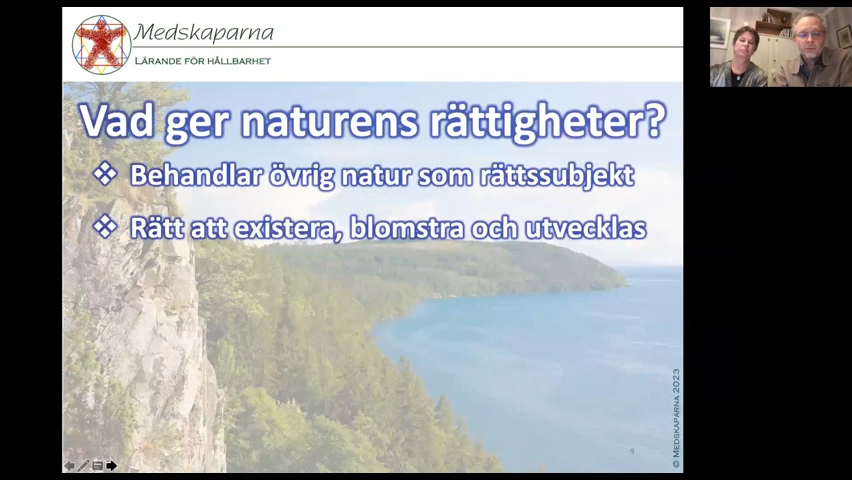 Medskaparna
Lärande för hållbarhet
Vad ger naturens rättigheter?
Behandlar övrig natur som rättssubjekt
Rätt att existera, blomstra och utvecklas
9
© Medskaparna 2023